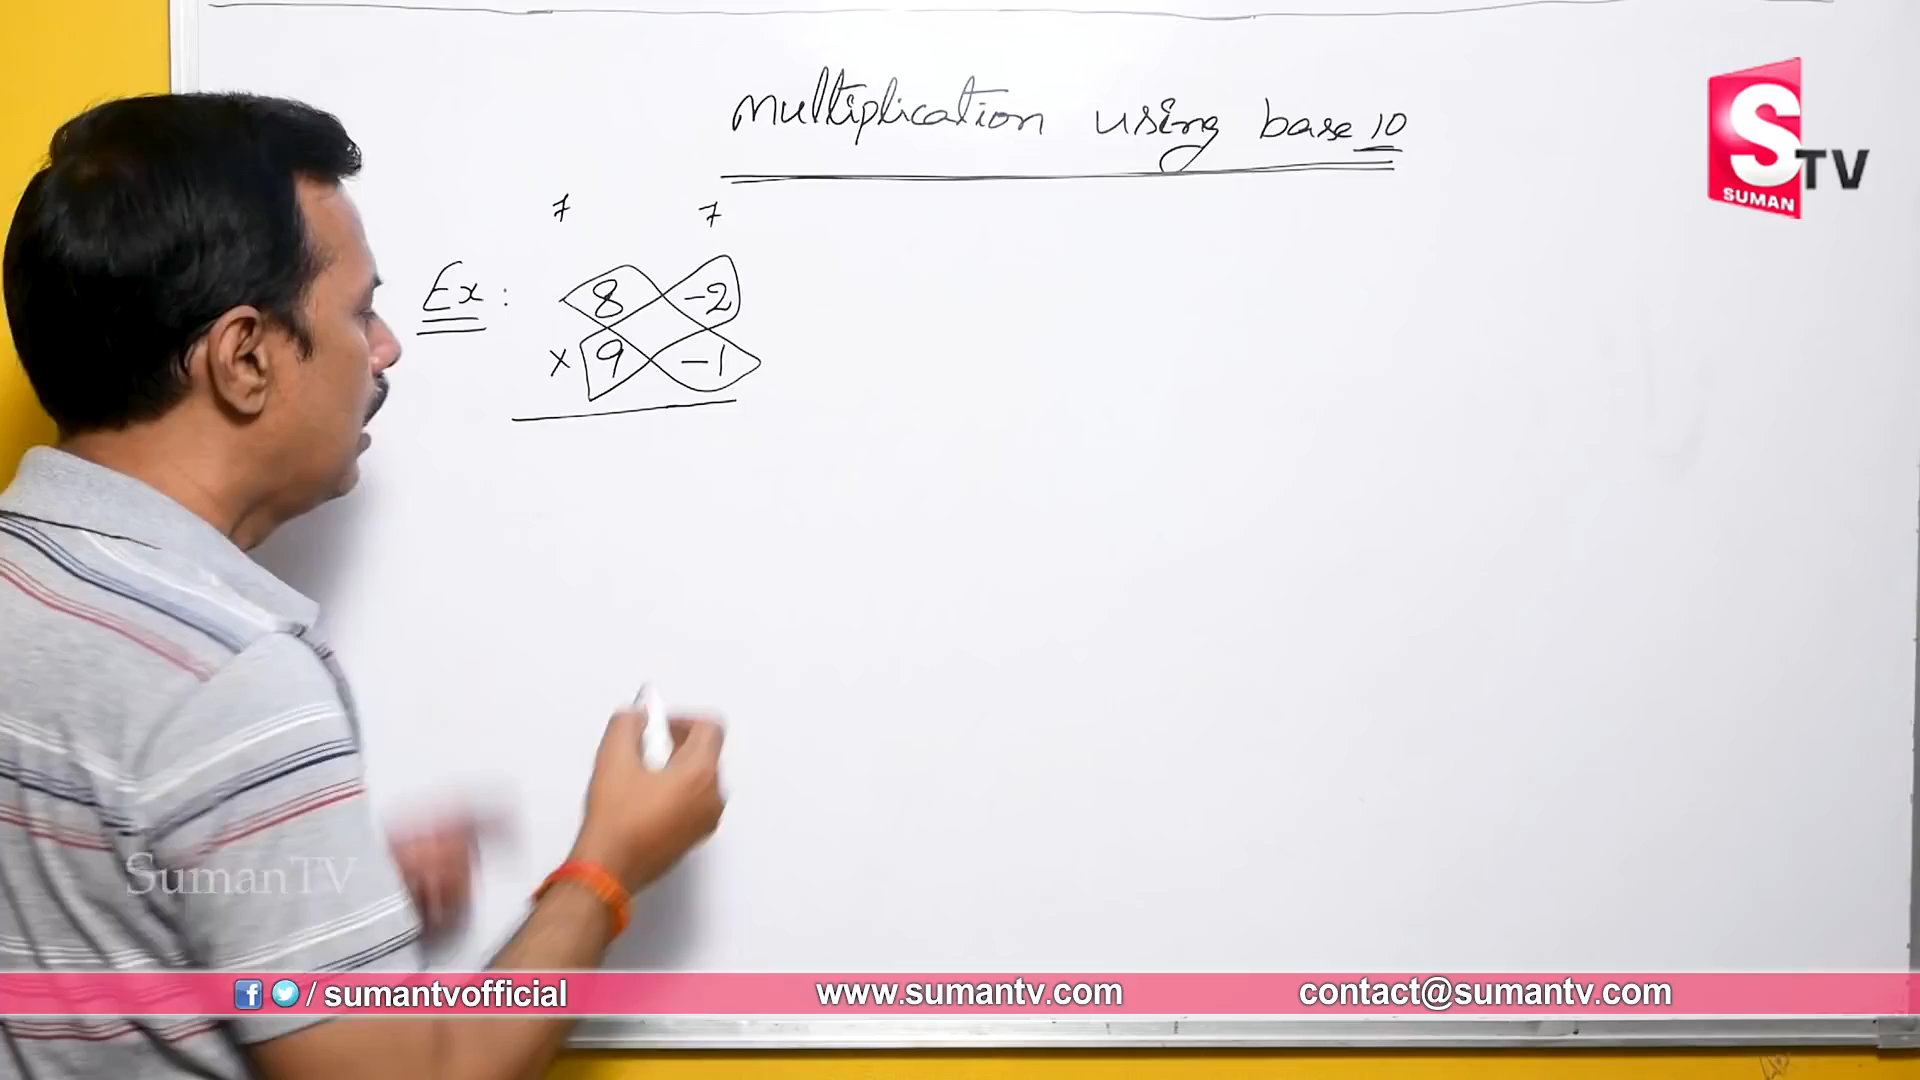 Multiplication using base 10
S TV
SUMAN
7 7
Ex : 8 -2
x 9 -1
SumanTV
/ sumantvofficial
www.sumantv.com
contact@sumantv.com